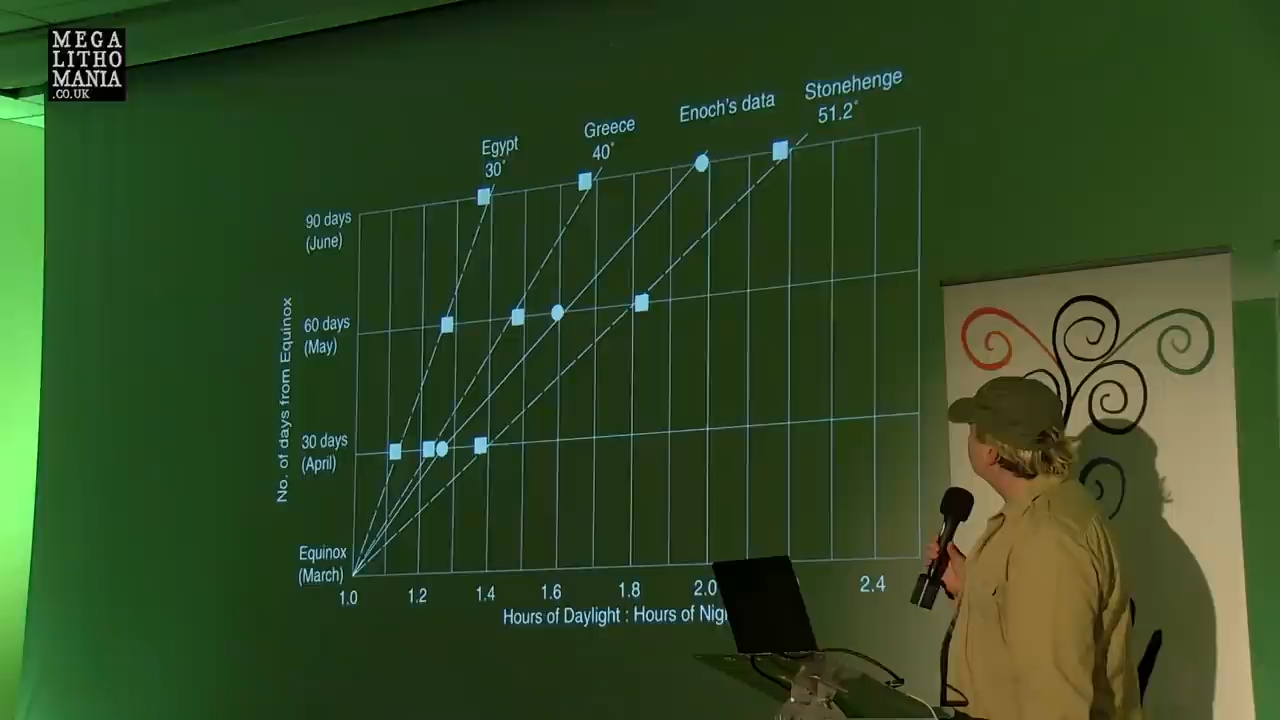 MEGA
LITHO
MANIA
.CO.UK
Stonehenge
51.2°
Enoch's data
Greece
40°
Egypt
30°
90 days
(June)
60 days
(May)
30 days
(April)
Equinox
(March)
No. of days from Equinox
1.0 1.2 1.4 1.6 1.8 2.0 2.4
Hours of Daylight : Hours of